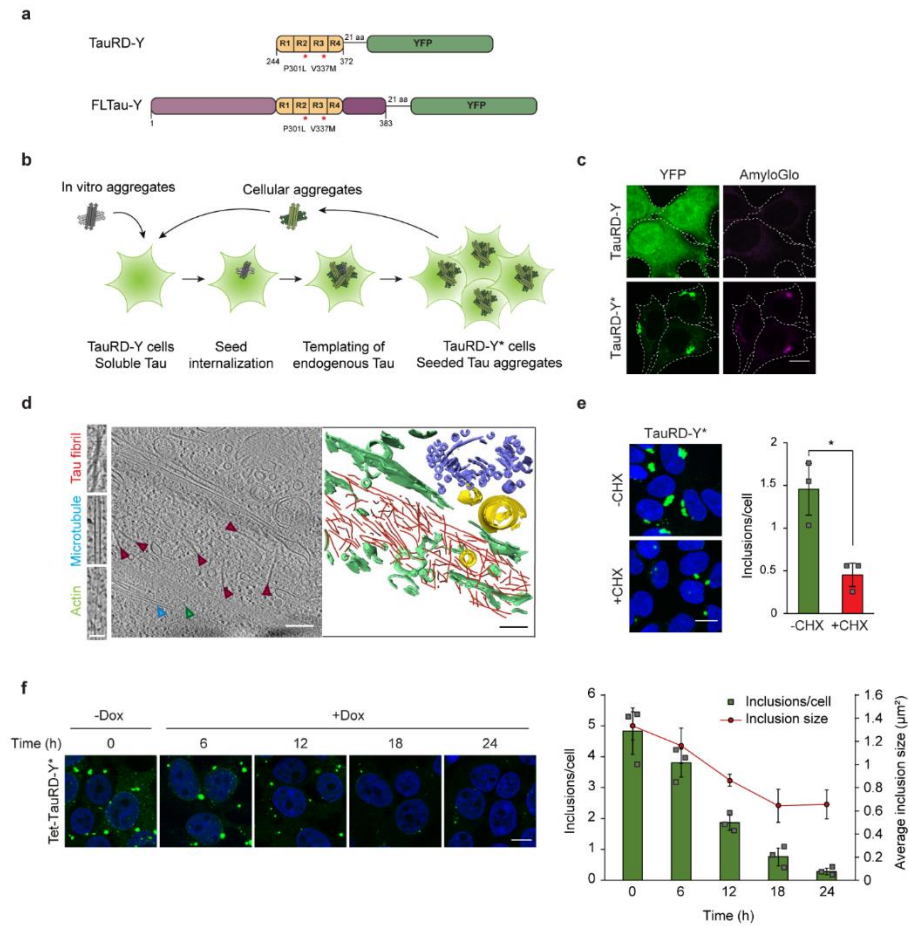 a
TauRD-Y
R1 R2 R3 R4
21 aa
YFP
244
372
P301L V337M
FLTau-Y
R1 R2 R3 R4
21 aa
YFP
1
383
P301L V337M
b
In vitro aggregates
Cellular aggregates
TauRD-Y cells
Soluble Tau
Seed
internalization
Templating of
endogenous Tau
TauRD-Y* cells
Seeded Tau aggregates
c
YFP
AmyloGlo
TauRD-Y
TauRD-Y*
d
Tau fibril
Microtubule
Actin
e
TauRD-Y*
-CHX
+CHX
Inclusions/cell
2
1.5
1
0.5
0
*
-CHX +CHX
f
-Dox
+Dox
Time (h)
0
6
12
18
24
Tet-TauRD-Y*
Inclusions/cell
6
5
4
3
2
1
0
Inclusions/cell
Inclusion size
1.6
1.4
1.2
1
0.8
0.6
0.4
0.2
0
Average inclusion size (μm²)
0 6 12 18 24
Time (h)